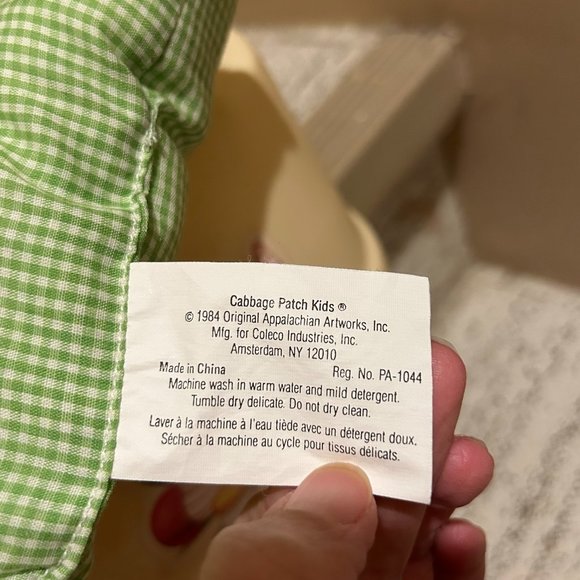 Cabbage Patch Kids ®
© 1984 Original Appalachian Artworks, Inc.
Mfg. for Coleco Industries, Inc.
Amsterdam, NY 12010
Made in China Reg. No. PA-1044
Machine wash in warm water and mild detergent.
Tumble dry delicate. Do not dry clean.
Laver à la machine à l'eau tiède avec un détergent doux.
Sécher à la machine au cycle pour tissus délicats.